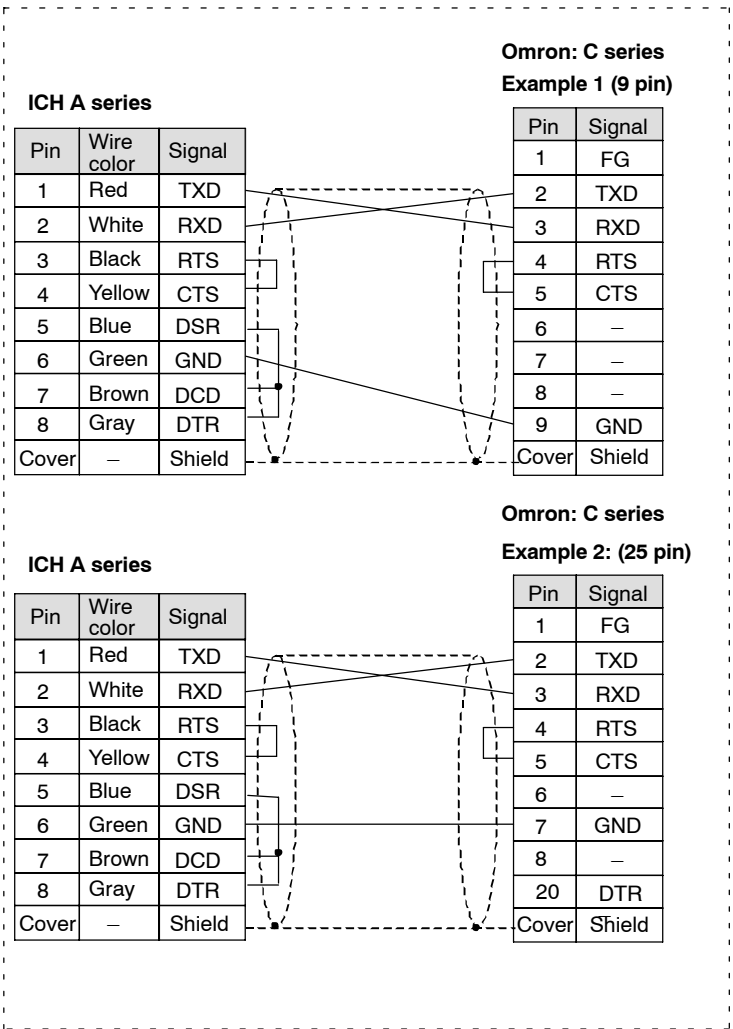 Omron: C series
Example 1 (9 pin)
ICH A series
Pin Wire color Signal
1 Red TXD
2 White RXD
3 Black RTS
4 Yellow CTS
5 Blue DSR
6 Green GND
7 Brown DCD
8 Gray DTR
Cover – Shield
Pin Signal
1 FG
2 TXD
3 RXD
4 RTS
5 CTS
6 –
7 –
8 –
9 GND
Cover Shield
Omron: C series
Example 2: (25 pin)
ICH A series
Pin Wire color Signal
1 Red TXD
2 White RXD
3 Black RTS
4 Yellow CTS
5 Blue DSR
6 Green GND
7 Brown DCD
8 Gray DTR
Cover – Shield
Pin Signal
1 FG
2 TXD
3 RXD
4 RTS
5 CTS
6 –
7 GND
8 –
20 DTR
Cover Shield